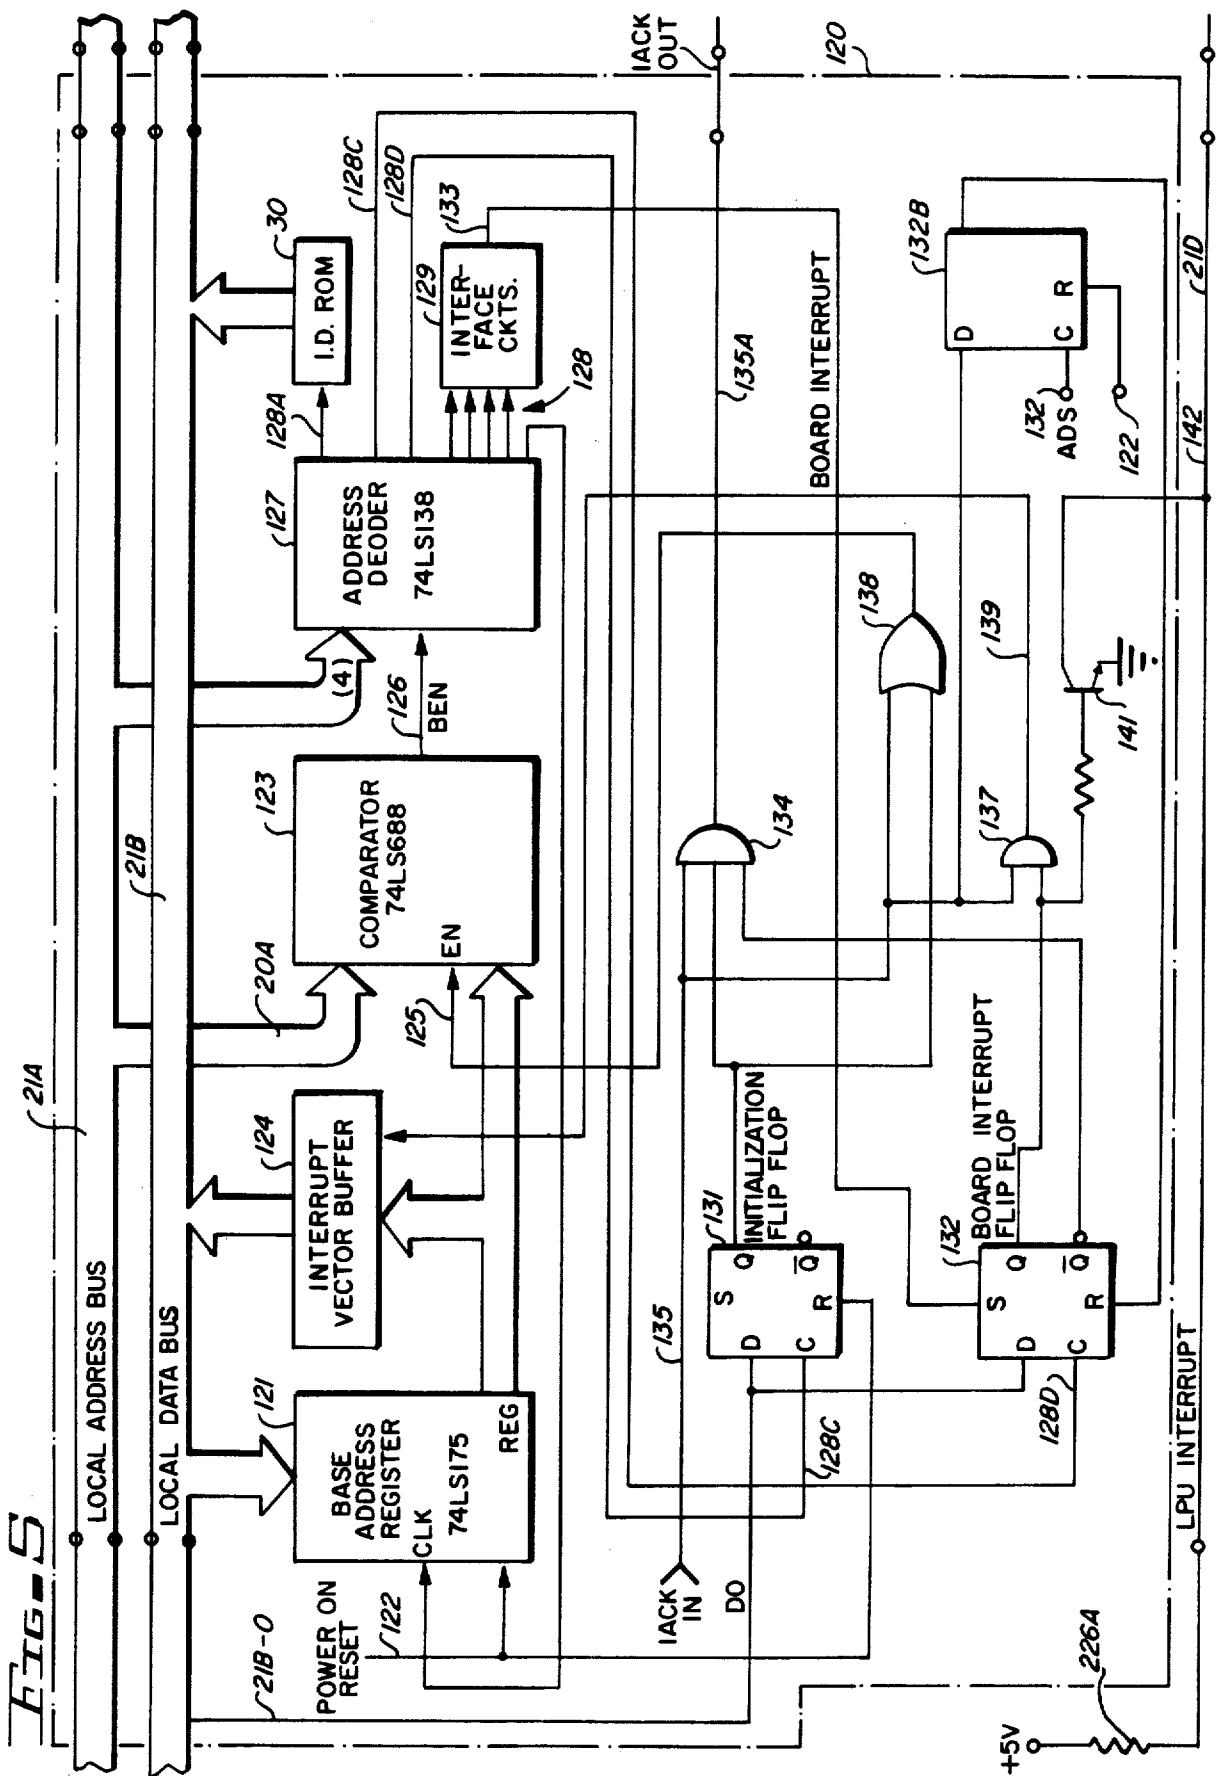 FIG-5
21A
LOCAL ADDRESS BUS
21B
LOCAL DATA BUS
20A
21B-0
POWER ON
RESET
122
121
BASE
ADDRESS
REGISTER
CLK
74LS175
REG
124
INTERRUPT
VECTOR BUFFER
123
COMPARATOR
74LS688
EN
125
126
BEN
(4)
127
ADDRESS
DEODER
74LS138
128A
30
I.D. ROM
128C
128D
129
133
INTER-
FACE
CKTS.
128
IACK
OUT
120
IACK
IN
135
DO
131
INITIALIZATION
FLIP FLOP
S
D
Q
Q
C
R
128C
134
135A
BOARD INTERRUPT
138
132
BOARD INTERRUPT
FLIP FLOP
S
D
Q
Q
C
R
128D
137
139
141
132B
D
C
R
132
ADS
122
142
21D
LPU INTERRUPT
+5V
226A